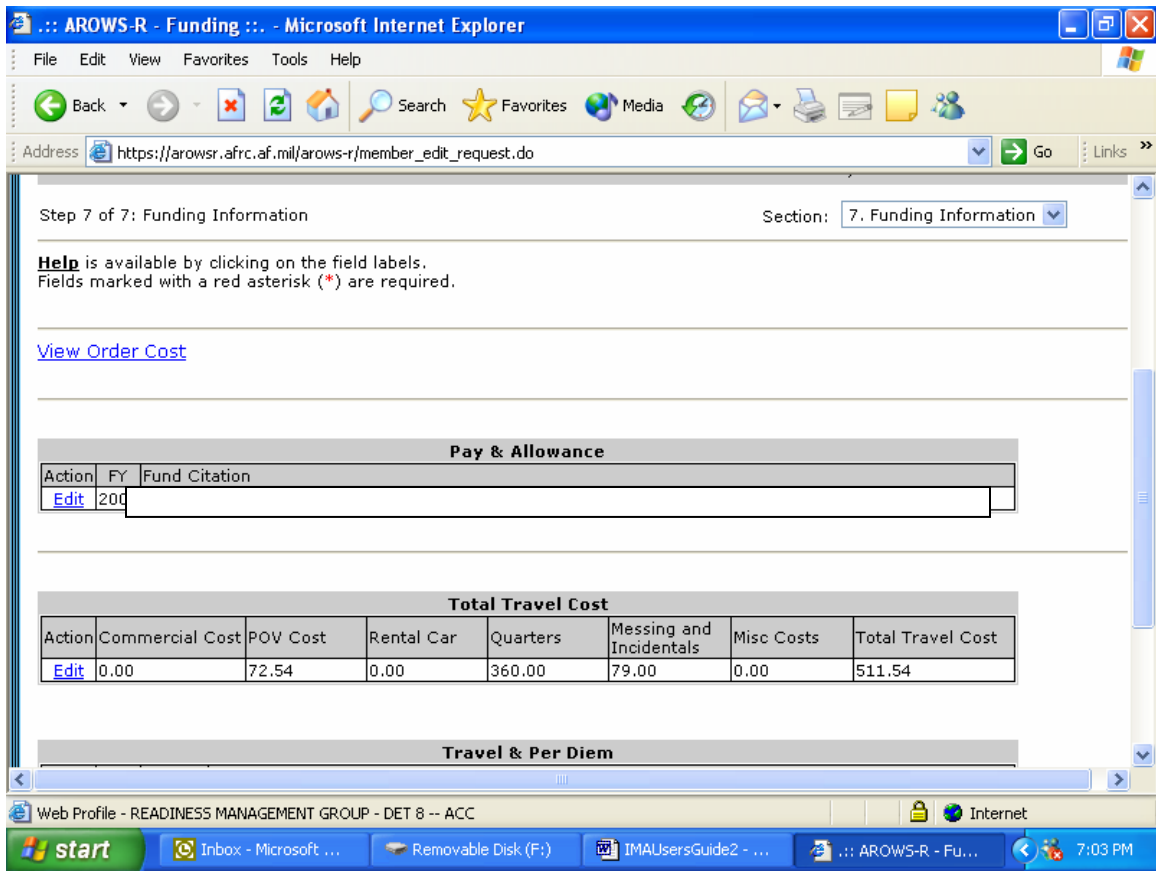 .:: AROWS-R - Funding ::. - Microsoft Internet Explorer
File Edit View Favorites Tools Help
Back Search Favorites Media
Address https://arowsr.afrc.af.mil/arows-r/member_edit_request.do Go Links »
Step 7 of 7: Funding Information Section: 7. Funding Information
Help is available by clicking on the field labels.
Fields marked with a red asterisk (*) are required.
View Order Cost
Pay & Allowance
Action FY Fund Citation
Edit 200
Total Travel Cost
Action Commercial Cost POV Cost Rental Car Quarters Messing and Incidentals Misc Costs Total Travel Cost
Edit 0.00 72.54 0.00 360.00 79.00 0.00 511.54
Travel & Per Diem
Web Profile - READINESS MANAGEMENT GROUP - DET 8 -- ACC Internet
start Inbox - Microsoft ... Removable Disk (F:) IMAUsersGuide2 - ... .:: AROWS-R - Fu... 7:03 PM